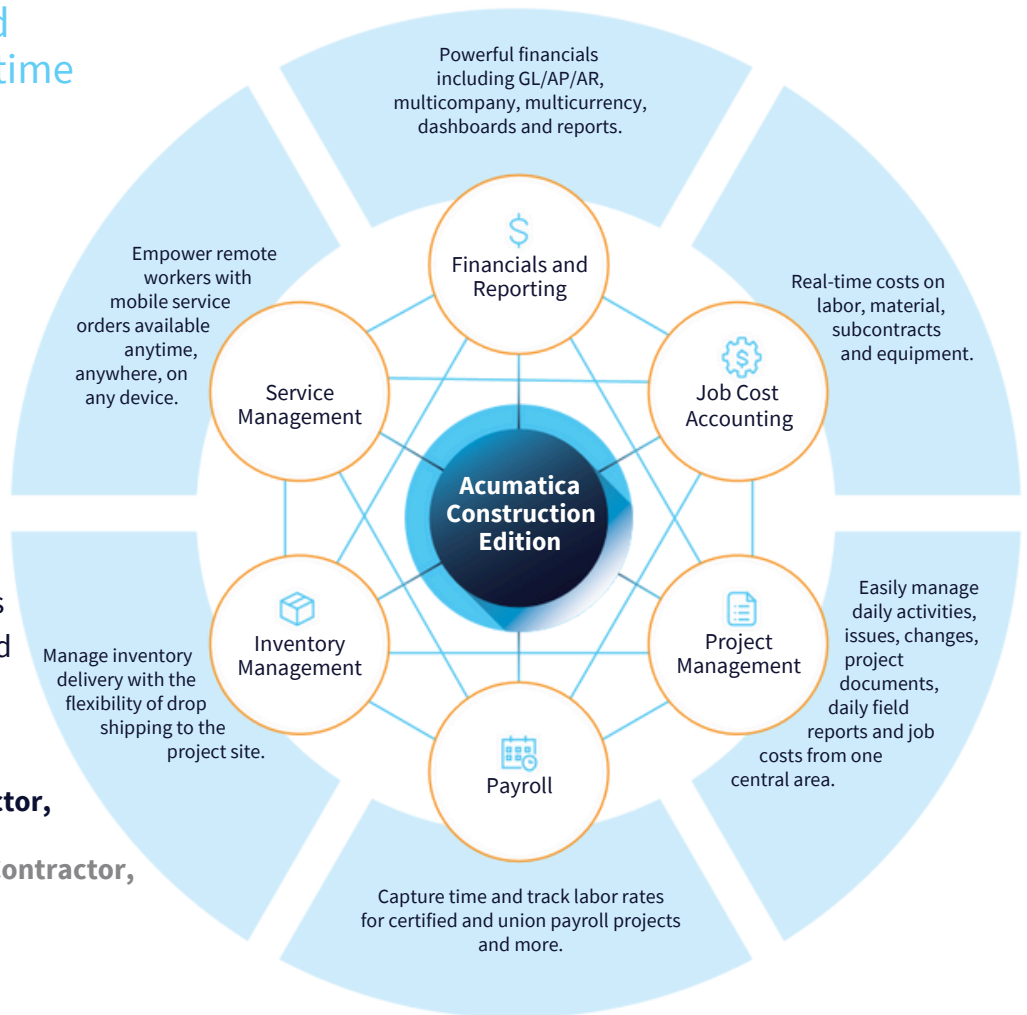 time
Powerful financials
including GL/AP/AR,
multicompany, multicurrency,
dashboards and reports.
$
Financials and
Reporting
Real-time costs on
labor, material,
subcontracts
and equipment.
$
Job Cost
Accounting
Empower remote
workers with
mobile service
orders available
anytime,
anywhere, on
any device.
Service
Management
Acumatica
Construction
Edition
Easily manage
daily activities,
issues, changes,
project
documents,
daily field
reports and job
costs from one
central area.
Project
Management
Inventory
Management
Manage inventory
delivery with the
flexibility of drop
shipping to the
project site.
Payroll
Capture time and track labor rates
for certified and union payroll projects
and more.
ctor,
Contractor,